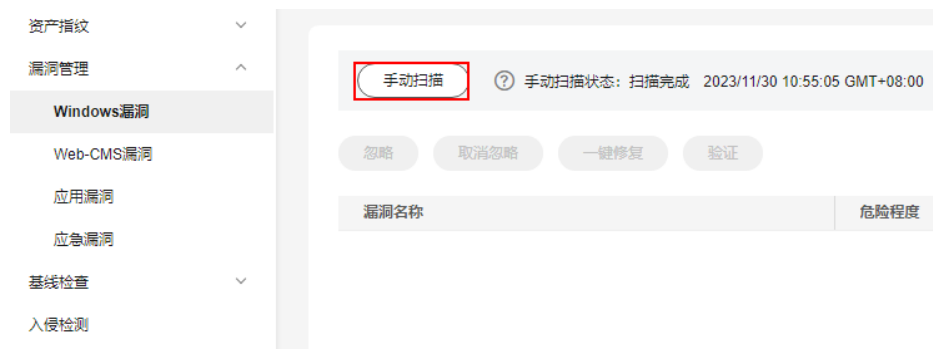 资产指纹
漏洞管理
Windows漏洞
Web-CMS漏洞
应用漏洞
应急漏洞
基线检查
入侵检测
手动扫描 ? 手动扫描状态：扫描完成 2023/11/30 10:55:05 GMT+08:00
忽略 取消忽略 一键修复 验证
漏洞名称 危险程度